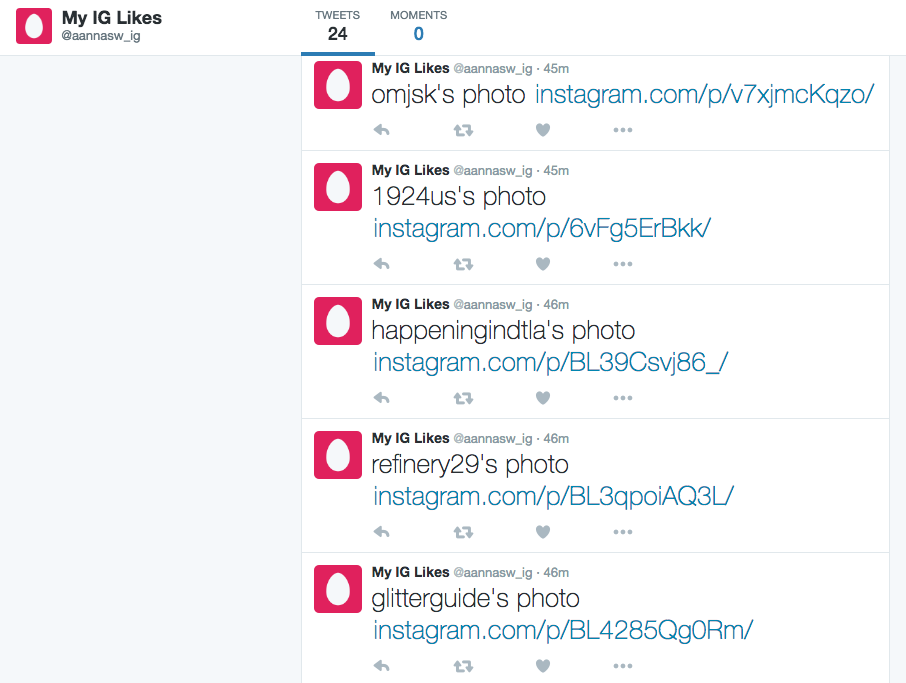 My IG Likes
@aannasw_ig
TWEETS
24
MOMENTS
0
My IG Likes @aannasw_ig · 45m
omjsk's photo instagram.com/p/v7xjmcKqzo/
My IG Likes @aannasw_ig · 45m
1924us's photo
instagram.com/p/6vFg5ErBkk/
My IG Likes @aannasw_ig · 46m
happeningindtla's photo
instagram.com/p/BL39Csvj86_/
My IG Likes @aannasw_ig · 46m
refinery29's photo
instagram.com/p/BL3qpoiAQ3L/
My IG Likes @aannasw_ig · 46m
glitterguide's photo
instagram.com/p/BL4285Qg0Rm/